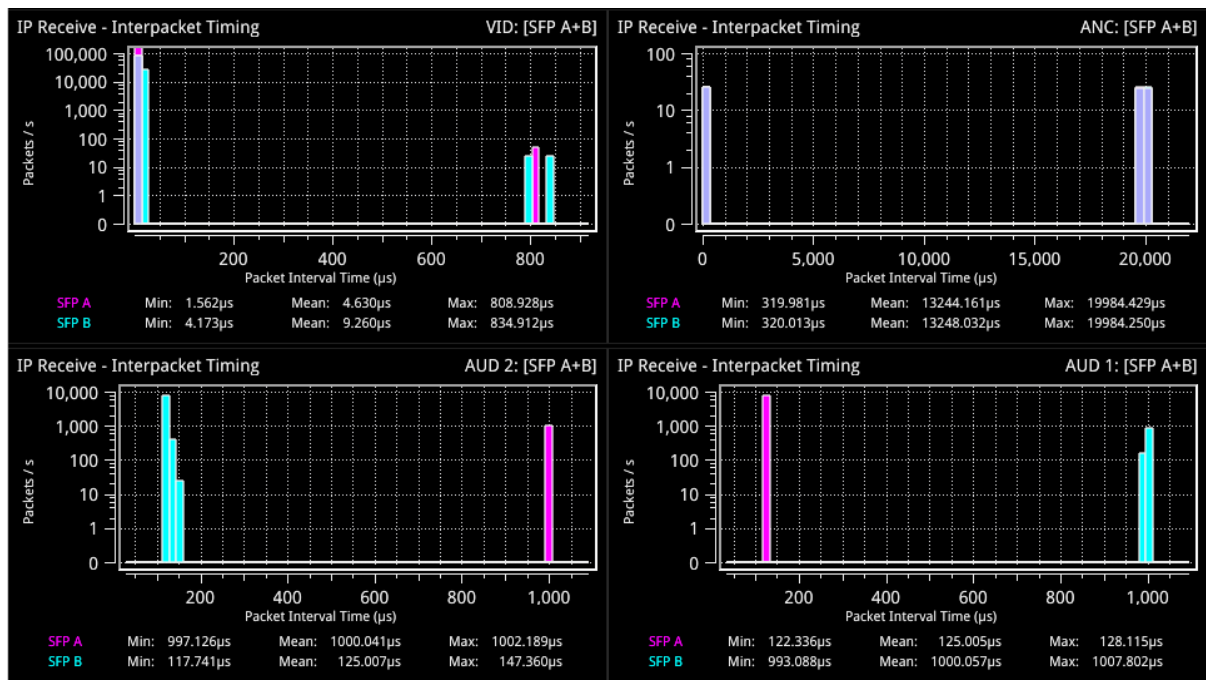 IP Receive - Interpacket Timing VID: [SFP A+B]
100,000
10,000
1,000
100
10
1
0
Packets / s
200 400 600 800
Packet Interval Time (µs)
SFP A Min: 1.562µs Mean: 4.630µs Max: 808.928µs
SFP B Min: 4.173µs Mean: 9.260µs Max: 834.912µs
IP Receive - Interpacket Timing ANC: [SFP A+B]
100
10
1
0
Packets / s
0 5,000 10,000 15,000 20,000
Packet Interval Time (µs)
SFP A Min: 319.981µs Mean: 13244.161µs Max: 19984.429µs
SFP B Min: 320.013µs Mean: 13248.032µs Max: 19984.250µs
IP Receive - Interpacket Timing AUD 2: [SFP A+B]
10,000
1,000
100
10
1
0
Packets / s
200 400 600 800 1,000
Packet Interval Time (µs)
SFP A Min: 997.126µs Mean: 1000.041µs Max: 1002.189µs
SFP B Min: 117.741µs Mean: 125.007µs Max: 147.360µs
IP Receive - Interpacket Timing AUD 1: [SFP A+B]
10,000
1,000
100
10
1
0
Packets / s
200 400 600 800 1,000
Packet Interval Time (µs)
SFP A Min: 122.336µs Mean: 125.005µs Max: 128.115µs
SFP B Min: 993.088µs Mean: 1000.057µs Max: 1007.802µs